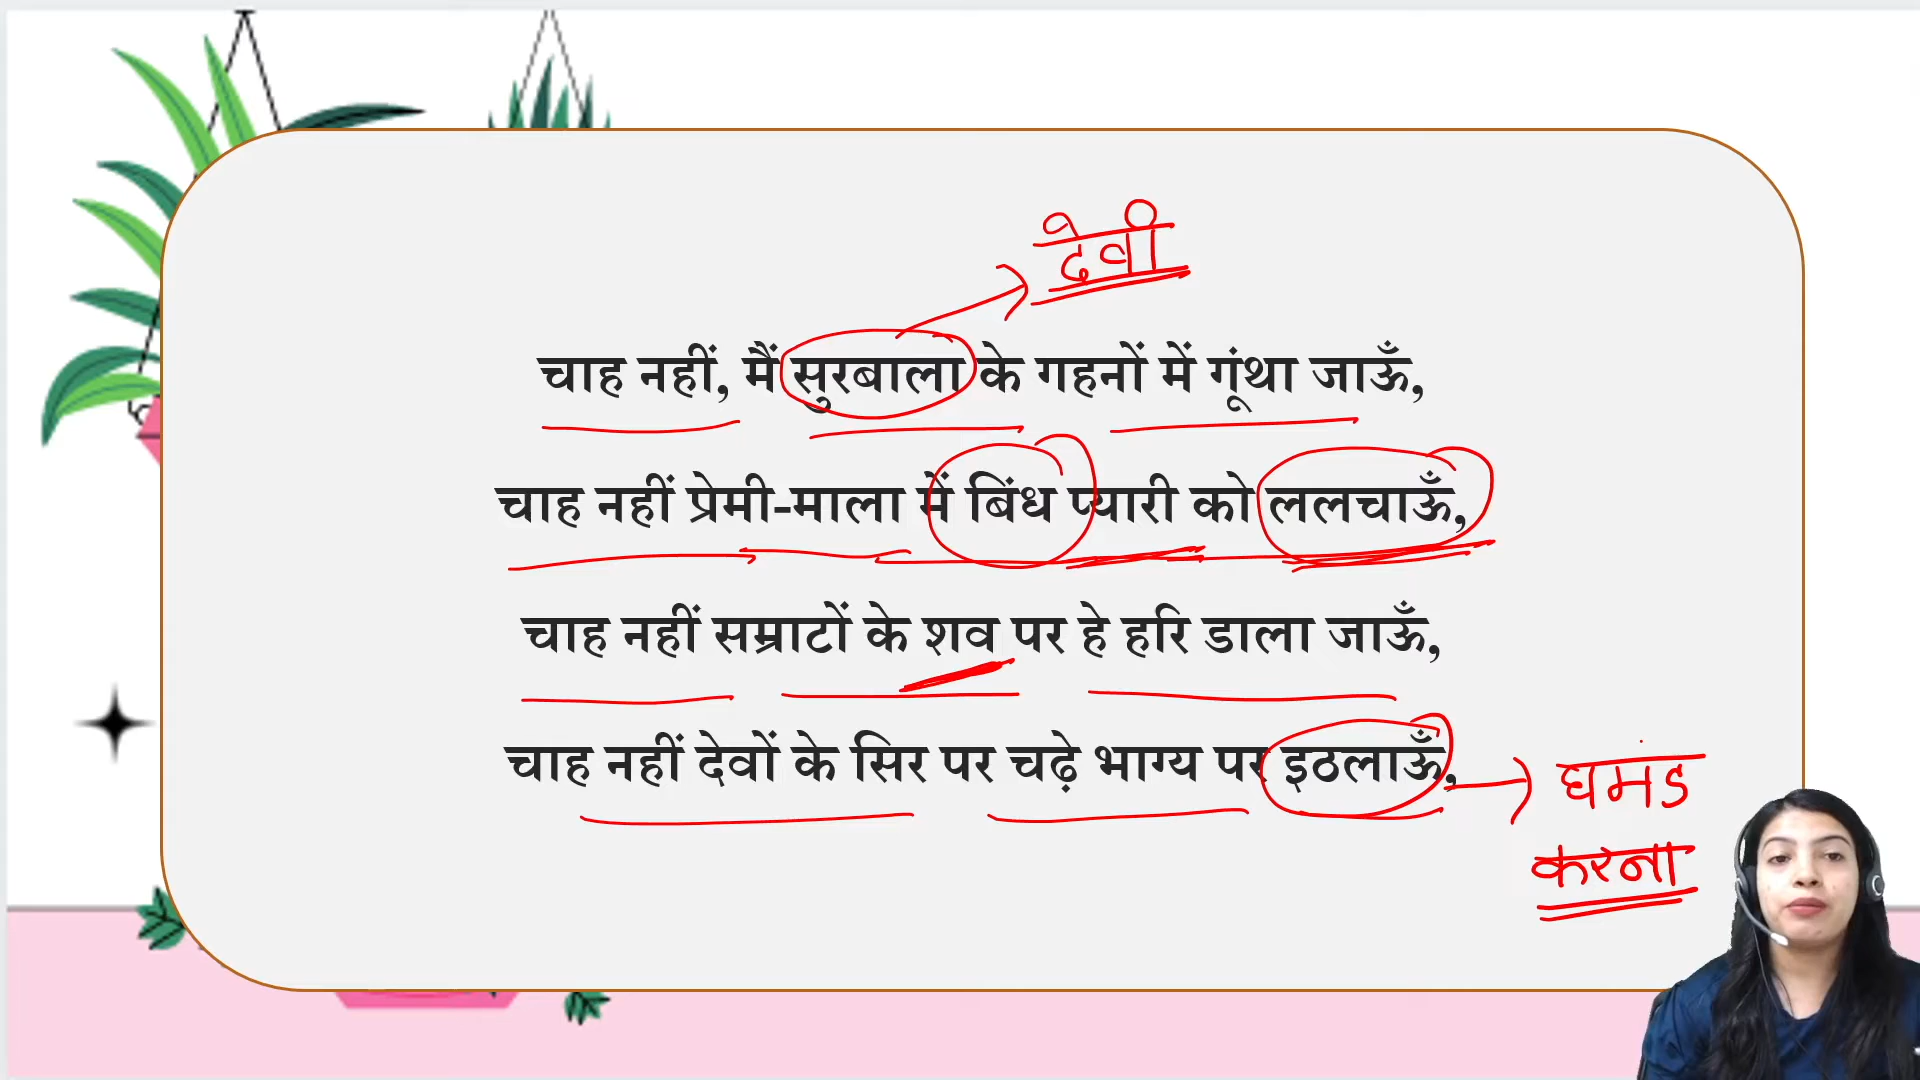 देवी
चाह नहीं, मैं सुरबाला के गहनों में गूंथा जाऊँ,
चाह नहीं प्रेमी-माला में बिंध प्यारी को ललचाऊँ,
चाह नहीं सम्राटों के शव पर हे हरि डाला जाऊँ,
चाह नहीं देवों के सिर पर चढ़े भाग्य पर इठलाऊँ,
घमंड
करना